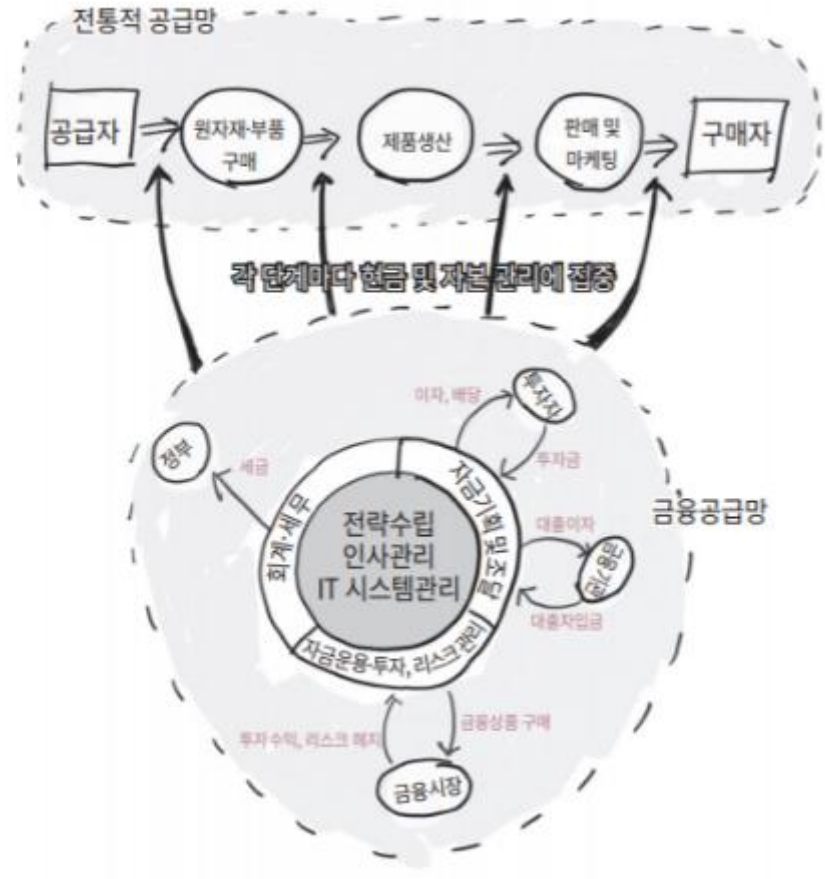 전통적 공급망
공급자
원자재·부품
구매
제품생산
판매 및
마케팅
구매자
각 단계마다 현금 및 자본 관리에 집중
이자, 배당
투자자
투자금
정부
세금
금융공급망
회계·세무
자금기획 및 조달
전략수립
인사관리
IT 시스템관리
대출이자
금융기관
대출차입금
자금운용·투자, 리스크 관리
투자 수익, 리스크 헤지
금융상품 구매
금융시장